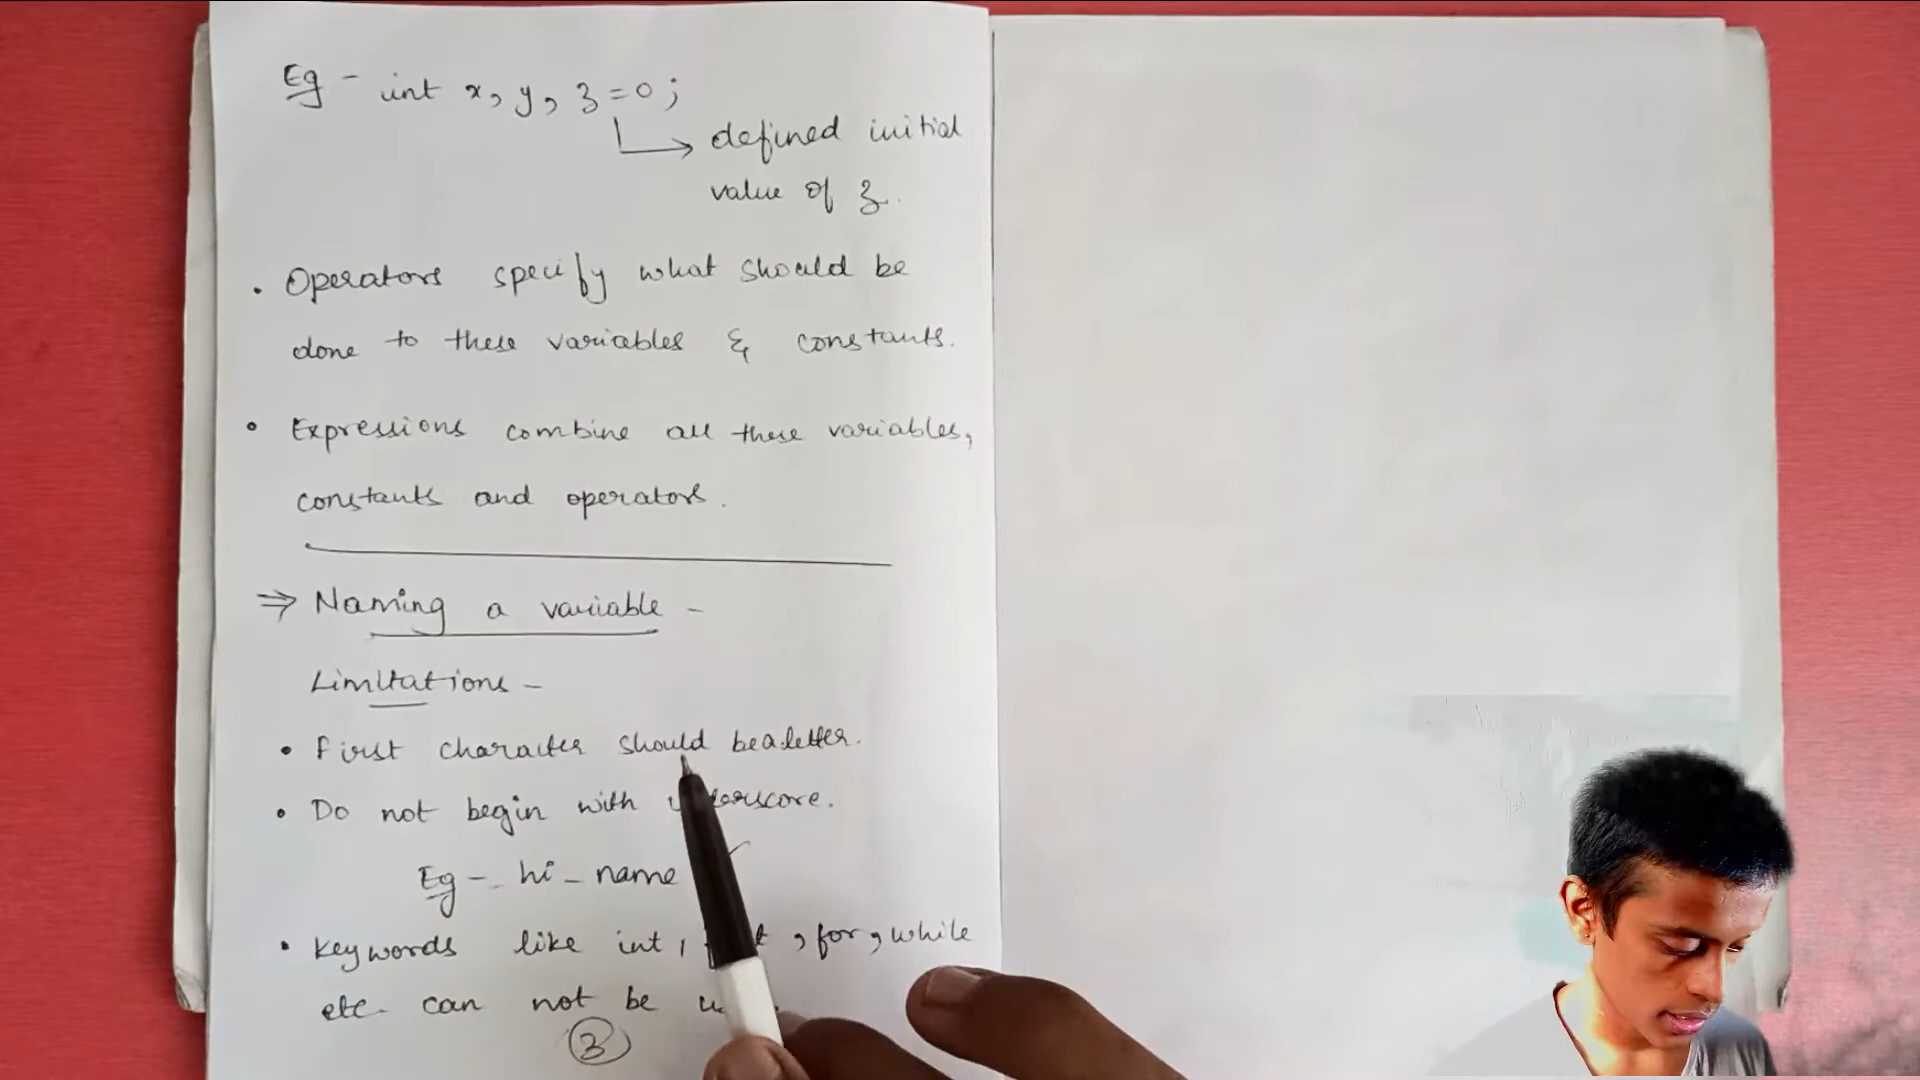 Eg - int x, y, z = 0;
defined initial
value of z.
• Operators specify what should be
done to these variables & constants.
• Expressions combine all these variables,
constants and operators.
⇒ Naming a variable -
Limitations -
• First character should be a letter.
• Do not begin with
Eg - hi_name
• Keywords like int, , for, while
etc. can not be
3